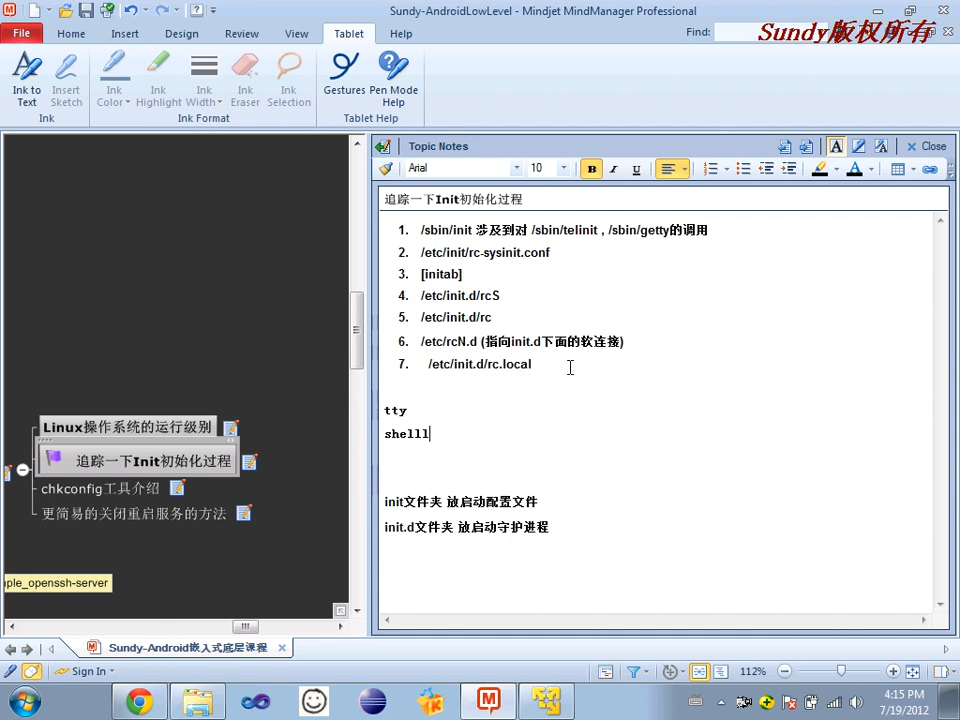 Sundy-AndroidLowLevel - Mindjet MindManager Professional
File Home Insert Design Review View Tablet Help
Find:
Sundy版权所有
Ink to Text
Insert Sketch
Ink Color
Ink Highlight
Ink Width
Ink Eraser
Ink Selection
Gestures
Pen Mode Help
Ink
Ink Format
Tablet Help
Topic Notes
Close
Arial 10 B I U
追踪一下Init初始化过程
1. /sbin/init 涉及到对 /sbin/telinit , /sbin/getty的调用
2. /etc/init/rc-sysinit.conf
3. [initab]
4. /etc/init.d/rcS
5. /etc/init.d/rc
6. /etc/rcN.d (指向init.d下面的软连接)
7. /etc/init.d/rc.local
tty
shelll
init文件夹 放启动配置文件
init.d文件夹 放启动守护进程
Linux操作系统的运行级别
追踪一下Init初始化过程
chkconfig工具介绍
更简易的关闭重启服务的方法
ple_openssh-server
Sundy-Android嵌入式底层课程
Sign In
112%
4:15 PM
7/19/2012